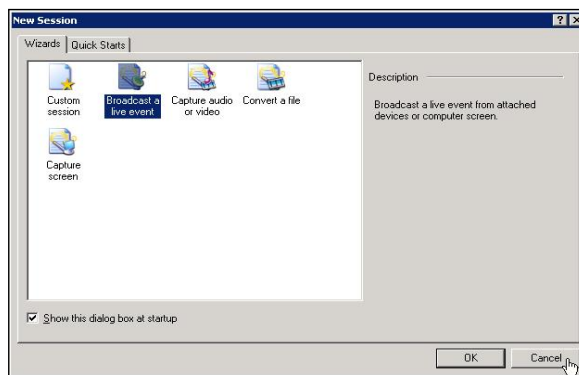 New Session
Wizards
Quick Starts
Custom session
Broadcast a live event
Capture audio or video
Convert a file
Capture screen
Description
Broadcast a live event from attached
devices or computer screen.
Show this dialog box at startup
OK
Cancel